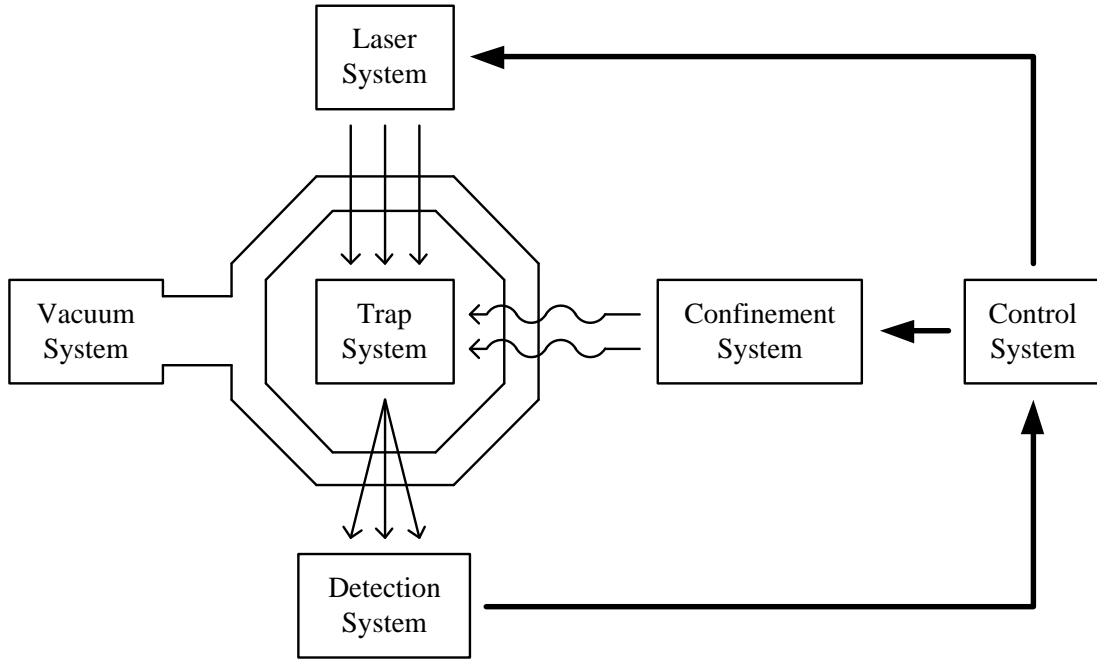 Laser
System
Vacuum
System
Trap
System
Confinement
System
Control
System
Detection
System